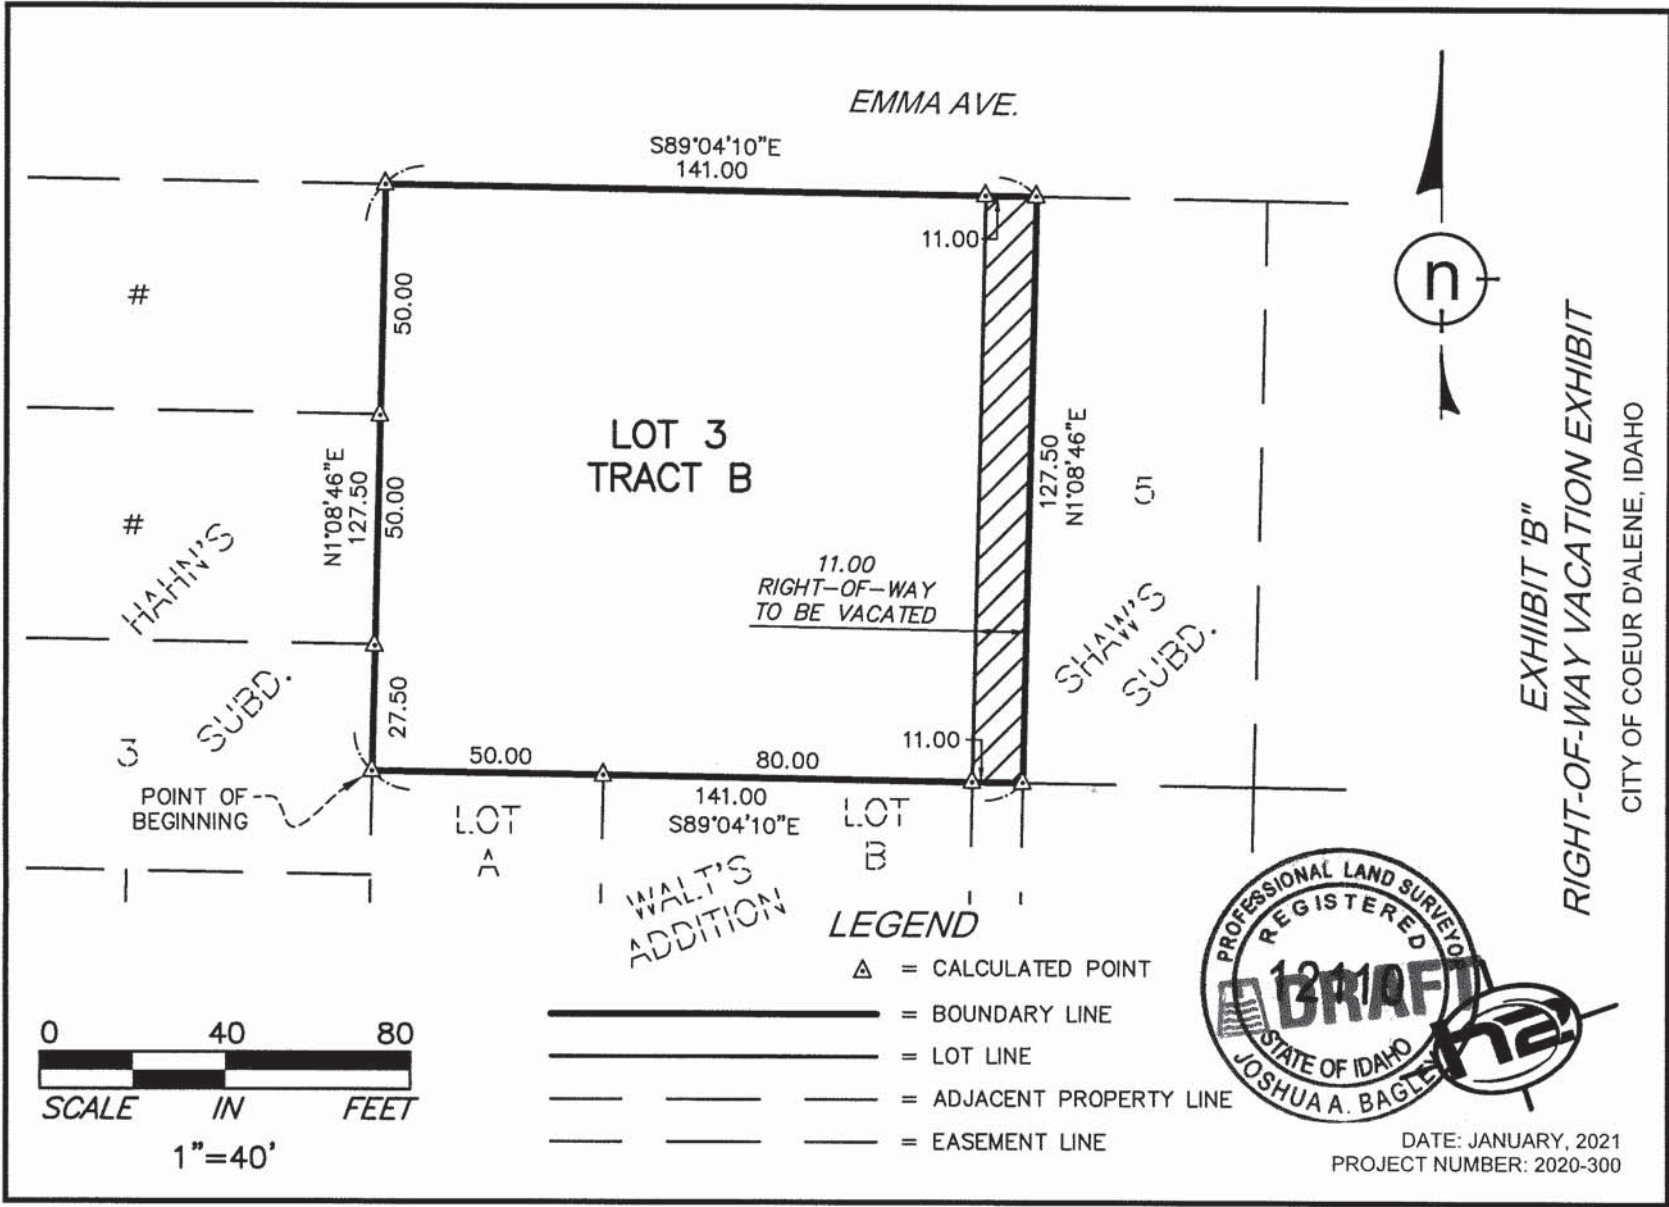 EMMA AVE.
S89°04'10"E
141.00
11.00
50.00
#
LOT 3
TRACT B
N1°08'46"E
127.50
50.00
127.50
N1°08'46"E
5
#
HAHN'S
SUBD.
3
11.00
RIGHT-OF-WAY
TO BE VACATED
SHAW'S
SUBD.
27.50
11.00
50.00
80.00
141.00
S89°04'10"E
POINT OF
BEGINNING
LOT
A
LOT
B
WALT'S
ADDITION
n
EXHIBIT 'B"
RIGHT-OF-WAY VACATION EXHIBIT
CITY OF COEUR D'ALENE, IDAHO
LEGEND
= CALCULATED POINT
= BOUNDARY LINE
= LOT LINE
= ADJACENT PROPERTY LINE
= EASEMENT LINE
0 40 80
SCALE IN FEET
1"=40'
PROFESSIONAL LAND SURVEYOR
REGISTERED
12110
DRAFT
STATE OF IDAHO
JOSHUA A. BAGLEY
h2
DATE: JANUARY, 2021
PROJECT NUMBER: 2020-300